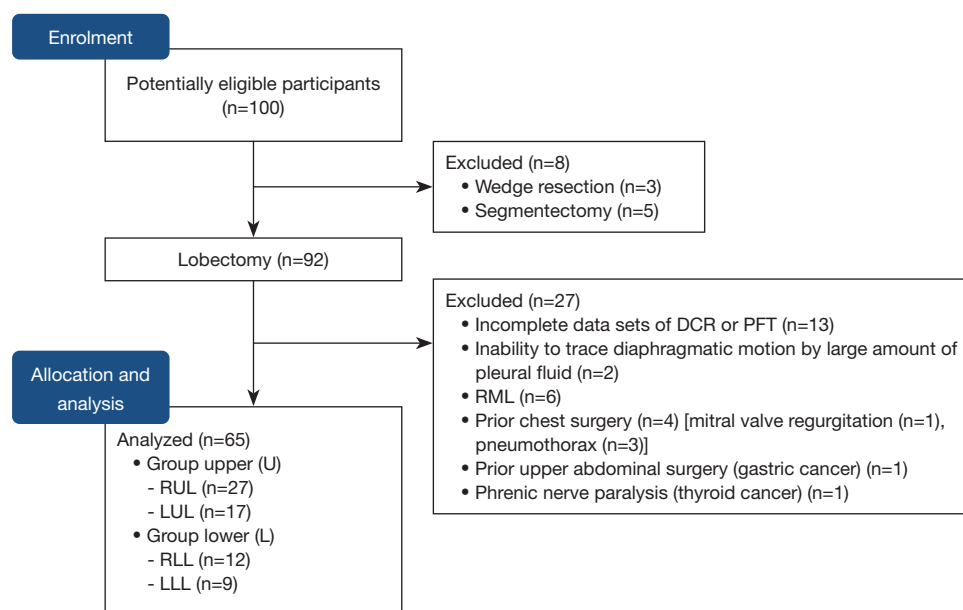 Enrolment
Potentially eligible participants
(n=100)
Excluded (n=8)
• Wedge resection (n=3)
• Segmentectomy (n=5)
Lobectomy (n=92)
Excluded (n=27)
• Incomplete data sets of DCR or PFT (n=13)
• Inability to trace diaphragmatic motion by large amount of
pleural fluid (n=2)
• RML (n=6)
• Prior chest surgery (n=4) [mitral valve regurgitation (n=1),
pneumothorax (n=3)]
• Prior upper abdominal surgery (gastric cancer) (n=1)
• Phrenic nerve paralysis (thyroid cancer) (n=1)
Allocation and
analysis
Analyzed (n=65)
• Group upper (U)
- RUL (n=27)
- LUL (n=17)
• Group lower (L)
- RLL (n=12)
- LLL (n=9)